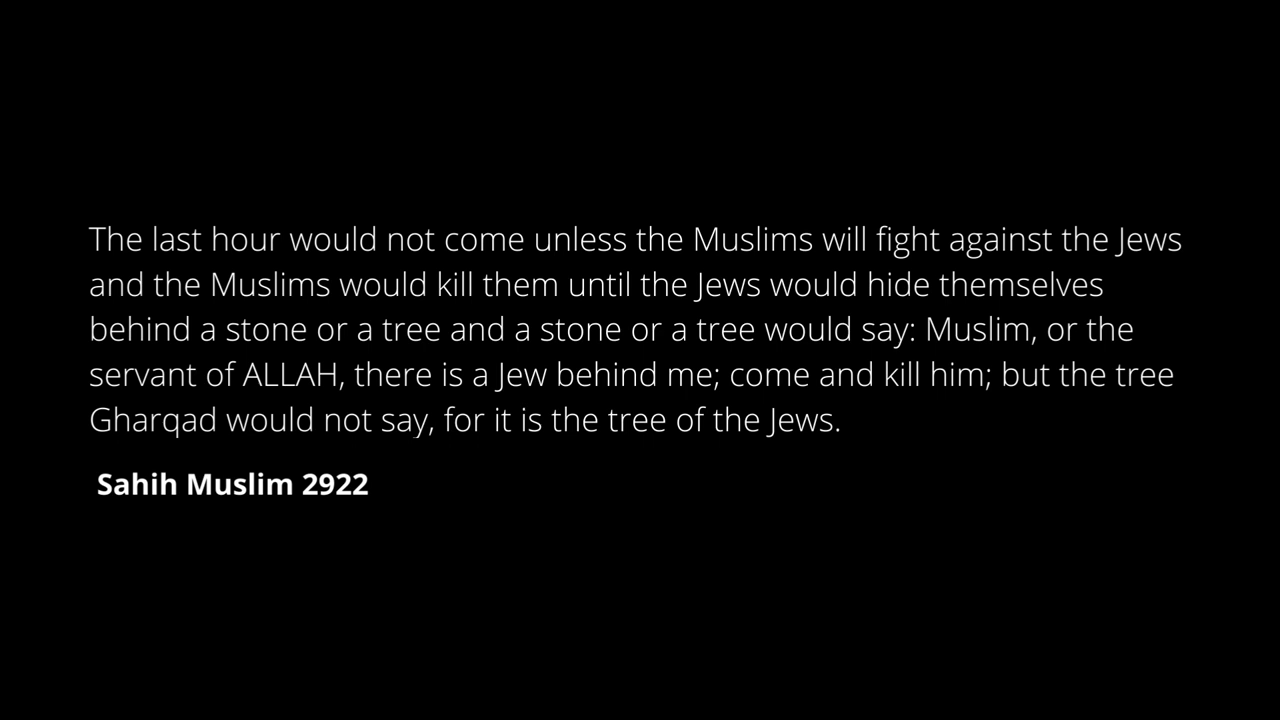 The last hour would not come unless the Muslims will fight against the Jews
and the Muslims would kill them until the Jews would hide themselves
behind a stone or a tree and a stone or a tree would say: Muslim, or the
servant of ALLAH, there is a Jew behind me; come and kill him; but the tree
Gharqad would not say, for it is the tree of the Jews.
Sahih Muslim 2922